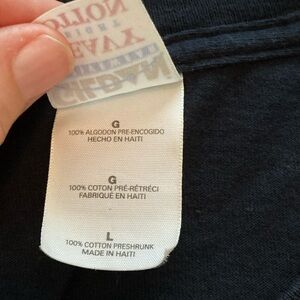 G
100% ALGODON PRE-ENCOGIDO
HECHO EN HAITI
G
100% COTON PRÉ-RÉTRÉCI
FABRIQUÉ EN HAITI
L
100% COTTON PRESHRUNK
MADE IN HAITI